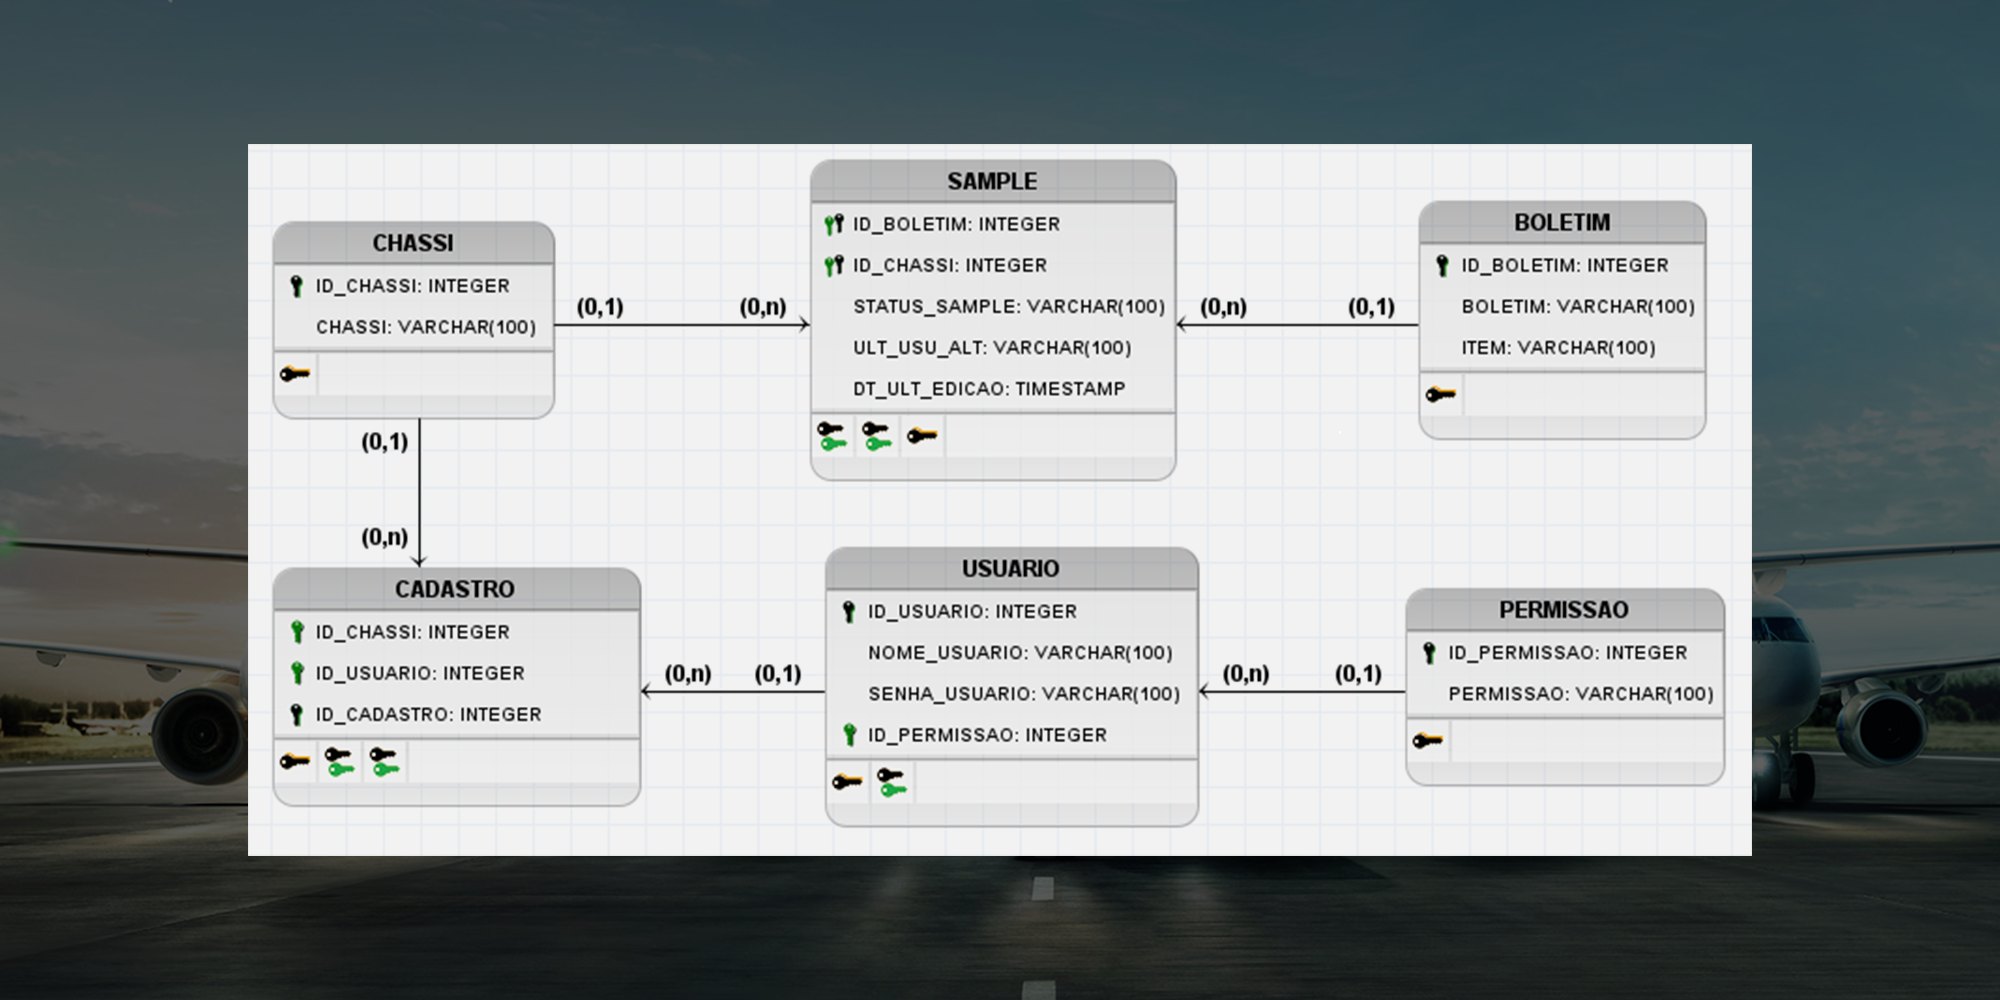 CHASSI
ID_CHASSI: INTEGER
CHASSI: VARCHAR(100)
(0,1)
(0,n)
SAMPLE
ID_BOLETIM: INTEGER
ID_CHASSI: INTEGER
STATUS_SAMPLE: VARCHAR(100)
ULT_USU_ALT: VARCHAR(100)
DT_ULT_EDICAO: TIMESTAMP
(0,n)
(0,1)
BOLETIM
ID_BOLETIM: INTEGER
BOLETIM: VARCHAR(100)
ITEM: VARCHAR(100)
(0,1)
(0,n)
CADASTRO
ID_CHASSI: INTEGER
ID_USUARIO: INTEGER
ID_CADASTRO: INTEGER
(0,n)
(0,1)
USUARIO
ID_USUARIO: INTEGER
NOME_USUARIO: VARCHAR(100)
SENHA_USUARIO: VARCHAR(100)
ID_PERMISSAO: INTEGER
(0,n)
(0,1)
PERMISSAO
ID_PERMISSAO: INTEGER
PERMISSAO: VARCHAR(100)